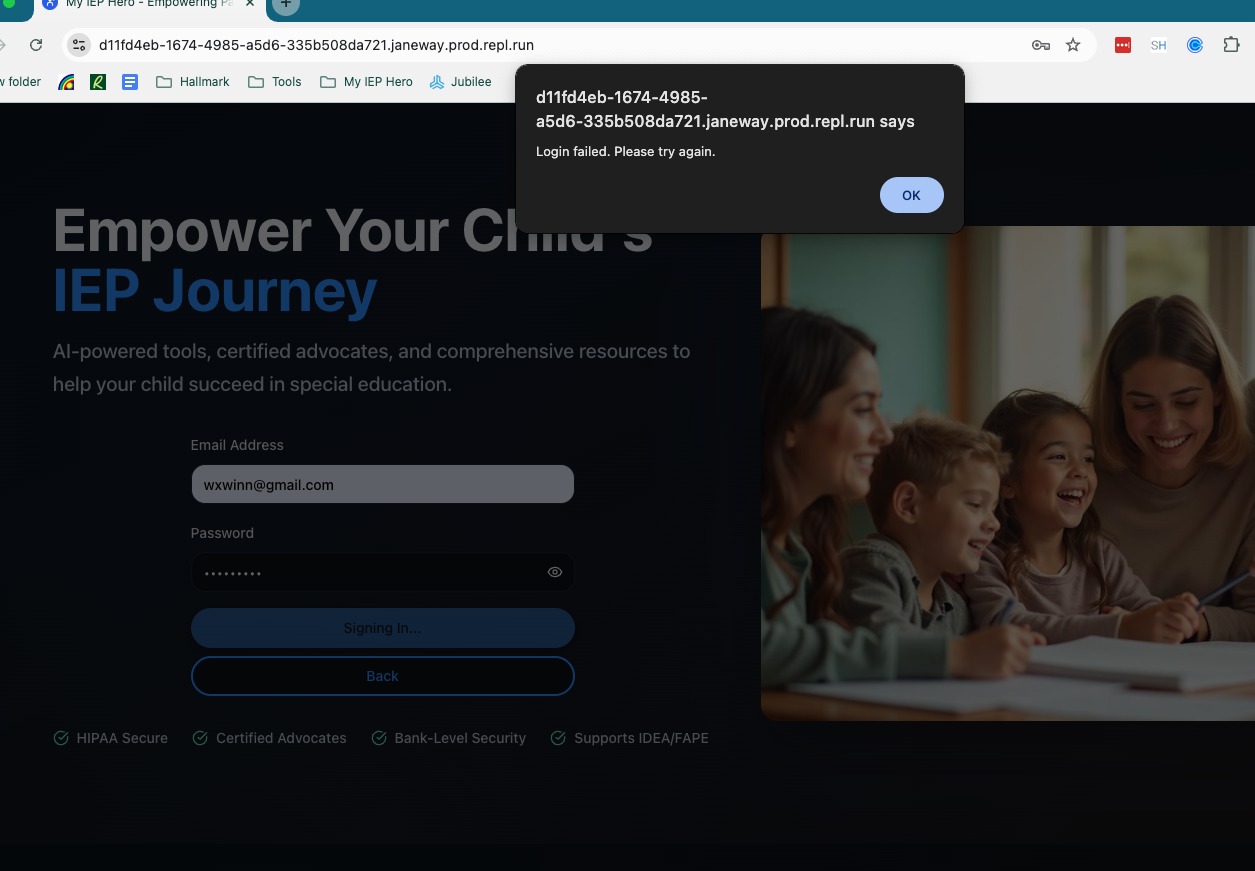 My IEP Hero - Empowering Pa
d11fd4eb-1674-4985-a5d6-335b508da721.janeway.prod.repl.run
SH
folder
Hallmark
Tools
My IEP Hero
Jubilee
d11fd4eb-1674-4985-
a5d6-335b508da721.janeway.prod.repl.run says
Login failed. Please try again.
OK
Empower Your Child's
IEP Journey
AI-powered tools, certified advocates, and comprehensive resources to
help your child succeed in special education.
Email Address
wxwinn@gmail.com
Password
Signing In...
Back
HIPAA Secure
Certified Advocates
Bank-Level Security
Supports IDEA/FAPE